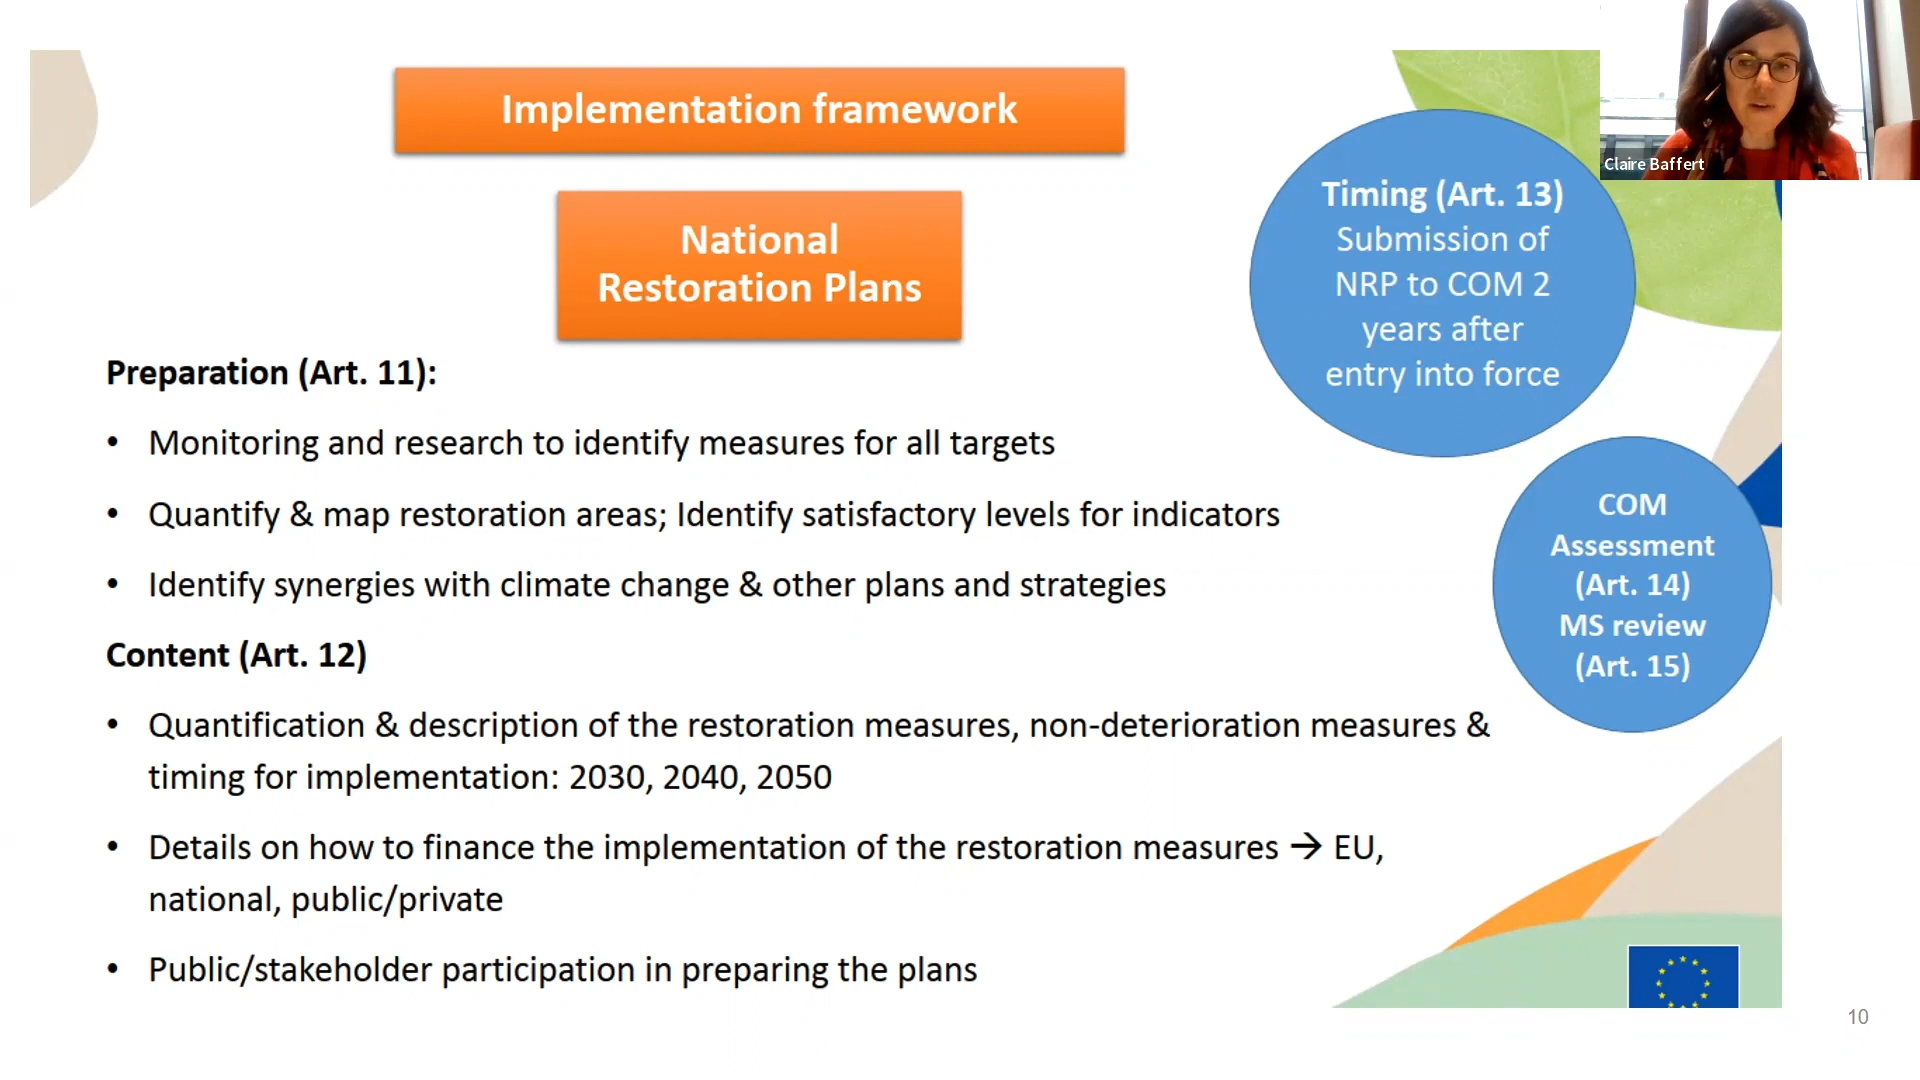 Implementation framework
National
Restoration Plans
Preparation (Art. 11):
• Monitoring and research to identify measures for all targets
• Quantify & map restoration areas; Identify satisfactory levels for indicators
• Identify synergies with climate change & other plans and strategies
Content (Art. 12)
• Quantification & description of the restoration measures, non-deterioration measures &
timing for implementation: 2030, 2040, 2050
• Details on how to finance the implementation of the restoration measures → EU,
national, public/private
• Public/stakeholder participation in preparing the plans
Timing (Art. 13)
Submission of
NRP to COM 2
years after
entry into force
COM
Assessment
(Art. 14)
MS review
(Art. 15)
Claire Baffert
10